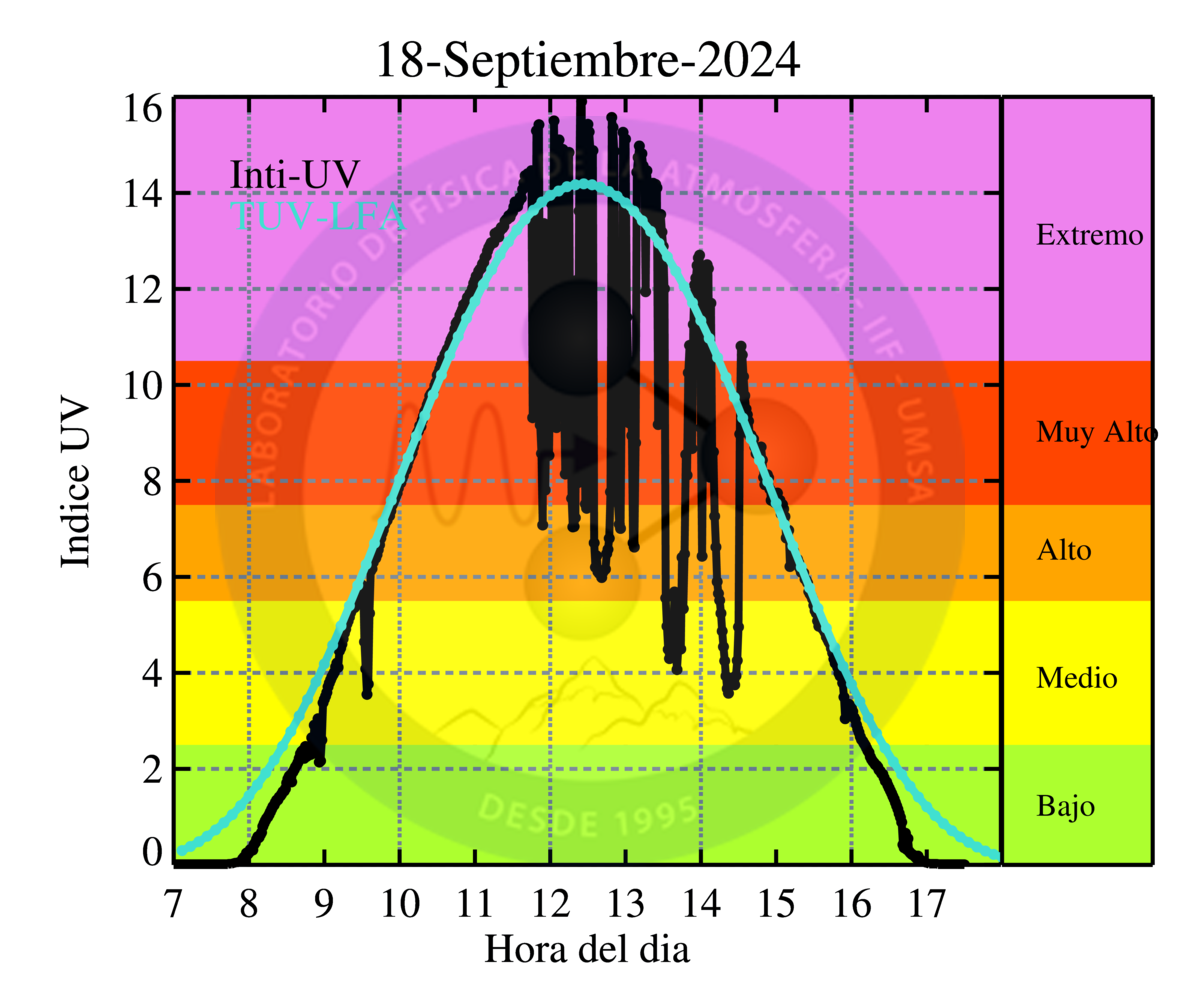 18-Septiembre-2024
16
14
12
10
8
6
4
2
0
Indice UV
Inti-UV
TUV-LFA
LABORATORIO DE FÍSICA DE LA ATMÓSFERA - IIF - UMSA
DESDE 1995
Extremo
Muy Alto
Alto
Medio
Bajo
7 8 9 10 11 12 13 14 15 16 17
Hora del dia